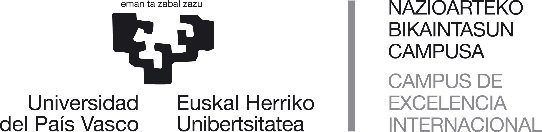 eman ta zabal zazu
Universidad
del País Vasco
Euskal Herriko
Unibertsitatea
NAZIOARTEKO
BIKAINTASUN
CAMPUSA
CAMPUS DE
EXCELENCIA
INTERNACIONAL